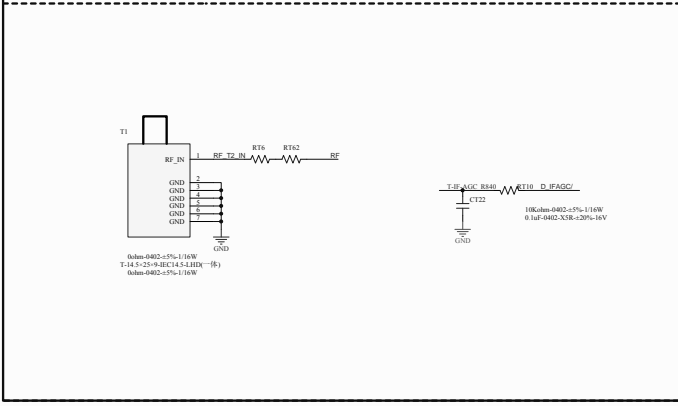 T1
RF_IN
1
RF_T2_IN
RT6
RT62
RF
GND
2
GND
3
GND
4
GND
5
GND
6
GND
7
GND
0ohm-0402-±5%-1/16W
T-14.5×25×9-IEC14.5-LHD(一体)
0ohm-0402-±5%-1/16W
T-IF-AGC_R840
RT10
D_IFAGC/
CT22
GND
10Kohm-0402-±5%-1/16W
0.1uF-0402-X5R-±20%-16V